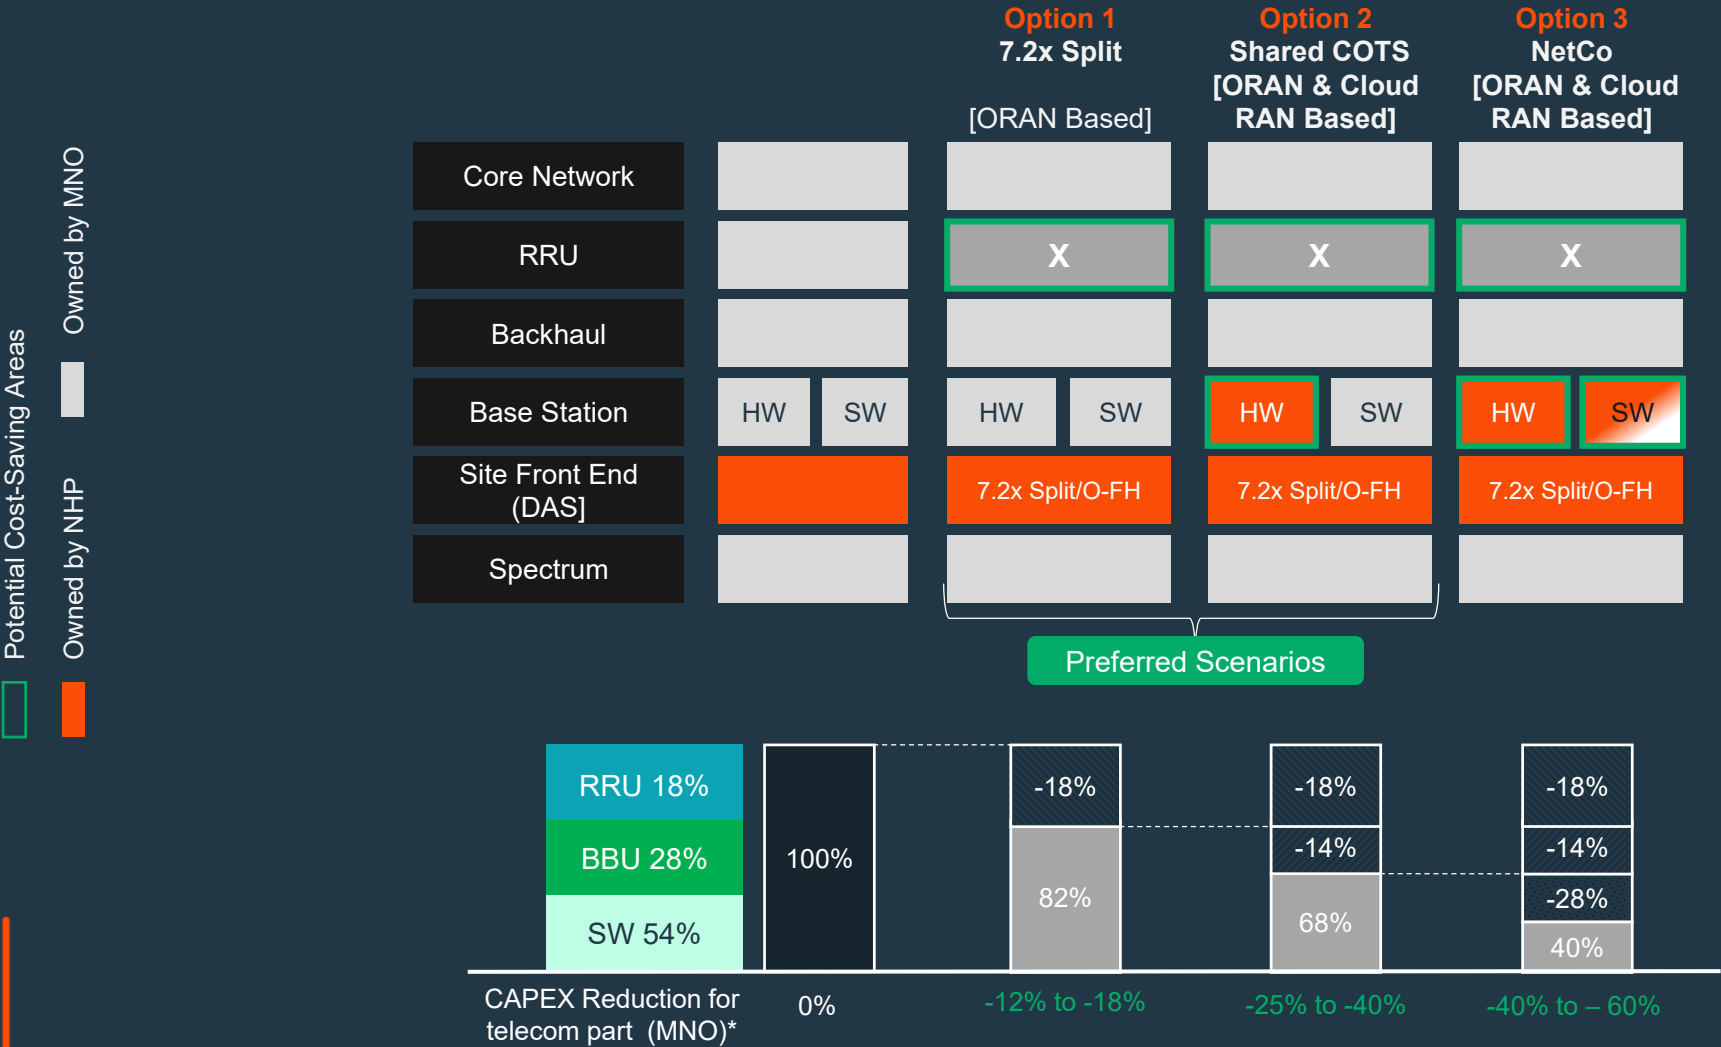 Option 1
7.2x Split
[ORAN Based]
Option 2
Shared COTS
[ORAN & Cloud
RAN Based]
Option 3
NetCo
[ORAN & Cloud
RAN Based]
Potential Cost-Saving Areas
Owned by NHP
Owned by MNO
Core Network
RRU
X
X
X
Backhaul
Base Station
HW
SW
HW
SW
HW
SW
HW
SW
Site Front End
(DAS]
7.2x Split/O-FH
7.2x Split/O-FH
7.2x Split/O-FH
Spectrum
Preferred Scenarios
RRU 18%
BBU 28%
SW 54%
100%
-18%
82%
-18%
-14%
68%
-18%
-14%
-28%
40%
CAPEX Reduction for
telecom part (MNO)*
0%
-12% to -18%
-25% to -40%
-40% to – 60%